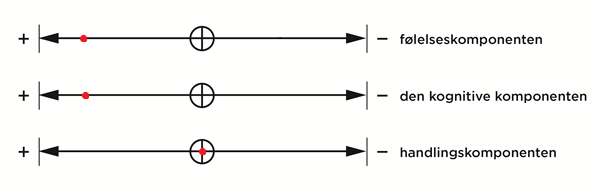 + − følelseskomponenten
+ − den kognitive komponenten
+ − handlingskomponenten